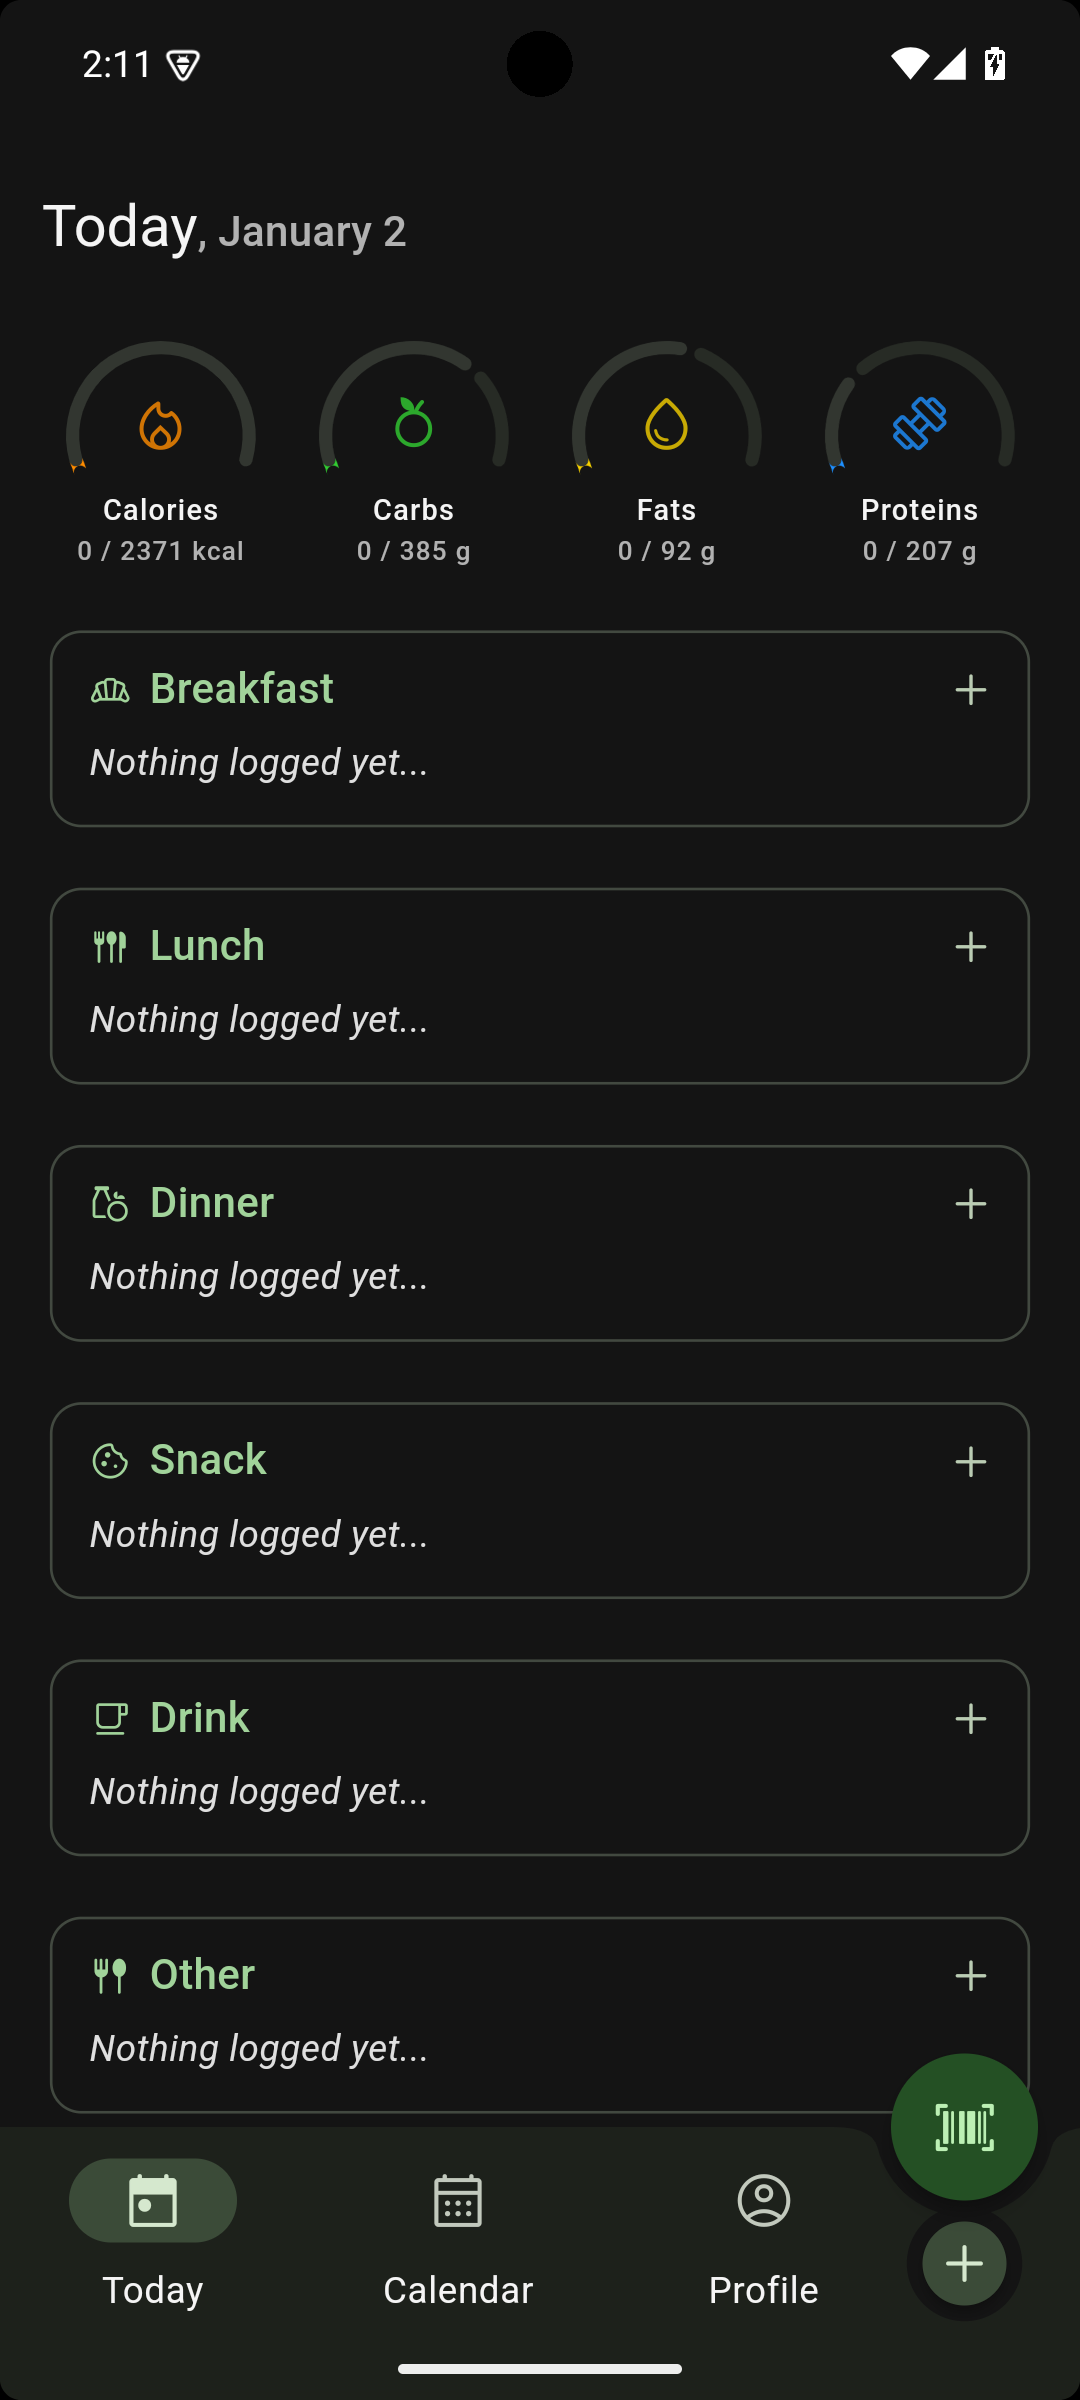 2:11
Today, January 2
Calories
0 / 2371 kcal
Carbs
0 / 385 g
Fats
0 / 92 g
Proteins
0 / 207 g
Breakfast
Nothing logged yet...
Lunch
Nothing logged yet...
Dinner
Nothing logged yet...
Snack
Nothing logged yet...
Drink
Nothing logged yet...
Other
Nothing logged yet...
Today
Calendar
Profile